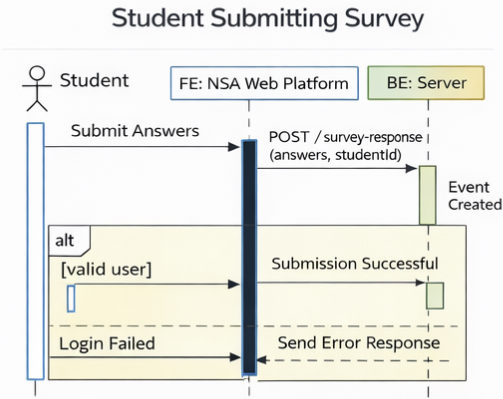 Student Submitting Survey
Student
FE: NSA Web Platform
BE: Server
Submit Answers
POST /survey-response
(answers, studentId)
Event
Created
alt
[valid user]
Submission Successful
Login Failed
Send Error Response